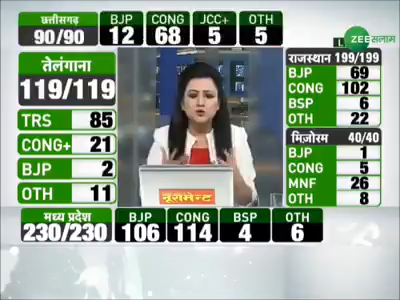 छत्तीसगढ़ 90/90
BJP 12 CONG 68 JCC+ 5 OTH 5
ZEE सलाम
तेलंगाना
119/119
TRS 85
CONG+ 21
BJP 2
OTH 11
राजस्थान 199/199
BJP 69
CONG 102
BSP 6
OTH 22
मिज़ोरम 40/40
BJP 1
CONG 5
MNF 26
OTH 8
मध्य प्रदेश 230/230
BJP 106 CONG 114 BSP 4 OTH 6